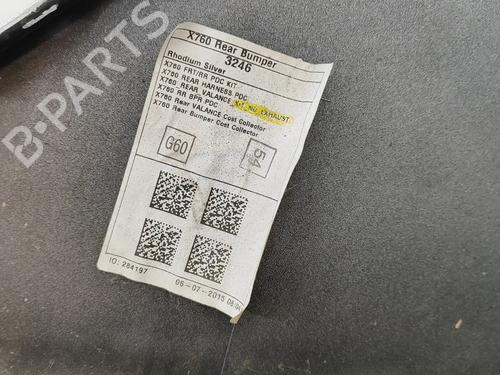 B-PARTS
X760 Rear Bumper
3246
Rhodium Silver
X760 FRT/RR PDC KIT
X760 REAR HARNESS PDC
X760 REAR VALANCE EXHAUST
X760 RR BPR PDC
X760 Rear VALANCE Cost Collector
X760 Rear Bumper Cost Collector
G60
54
ID: 264197
06-07-2015